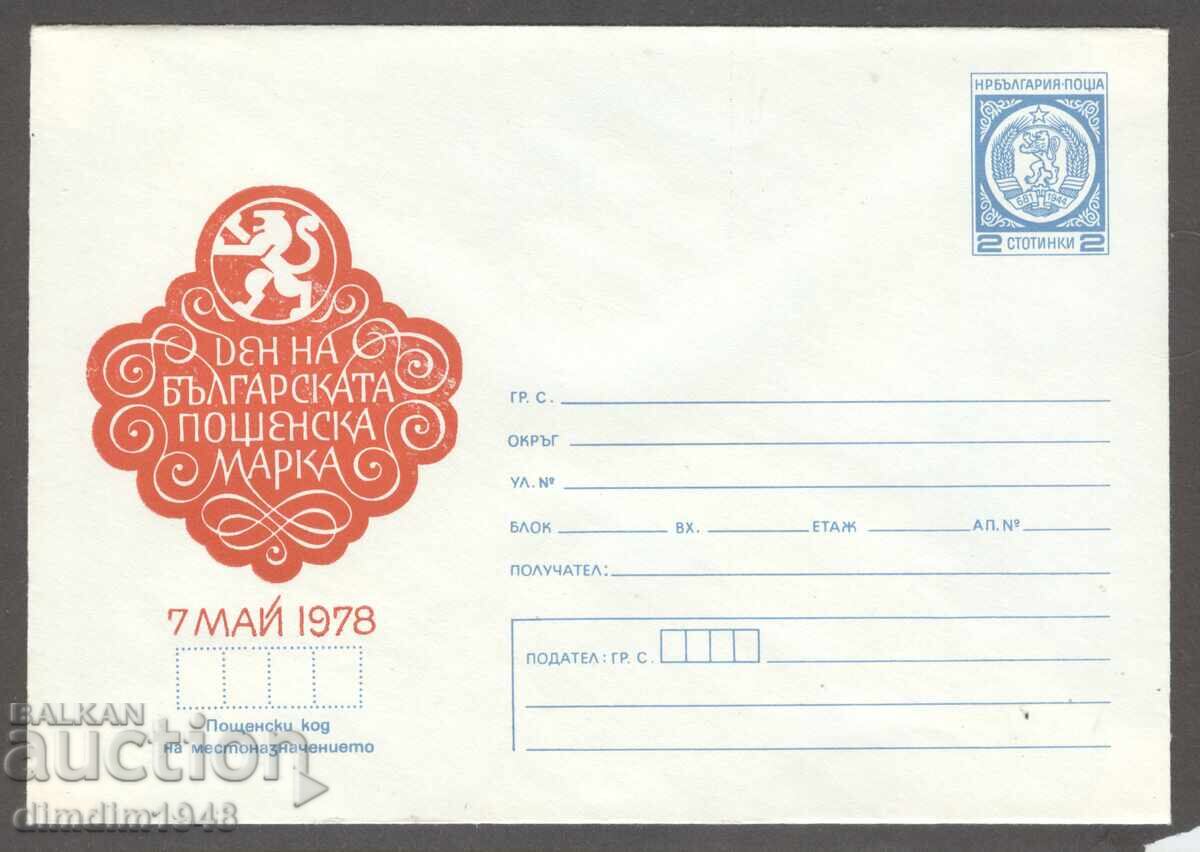 НРБЪЛГАРИЯ·ПОЩА
681 1944
2 СТОТИНКИ 2
ДЕН НА
БЪЛГАРСКАТА
ПОЩЕНСКА
МАРКА
7 МАЙ 1978
Пощенски код
на местоназначението
ГР. С.
ОКРЪГ
УЛ. №
БЛОК ВХ. ЕТАЖ АП. №
ПОЛУЧАТЕЛ:
ПОДАТЕЛ: ГР. С.
BALKAN
auction
dimdim1948